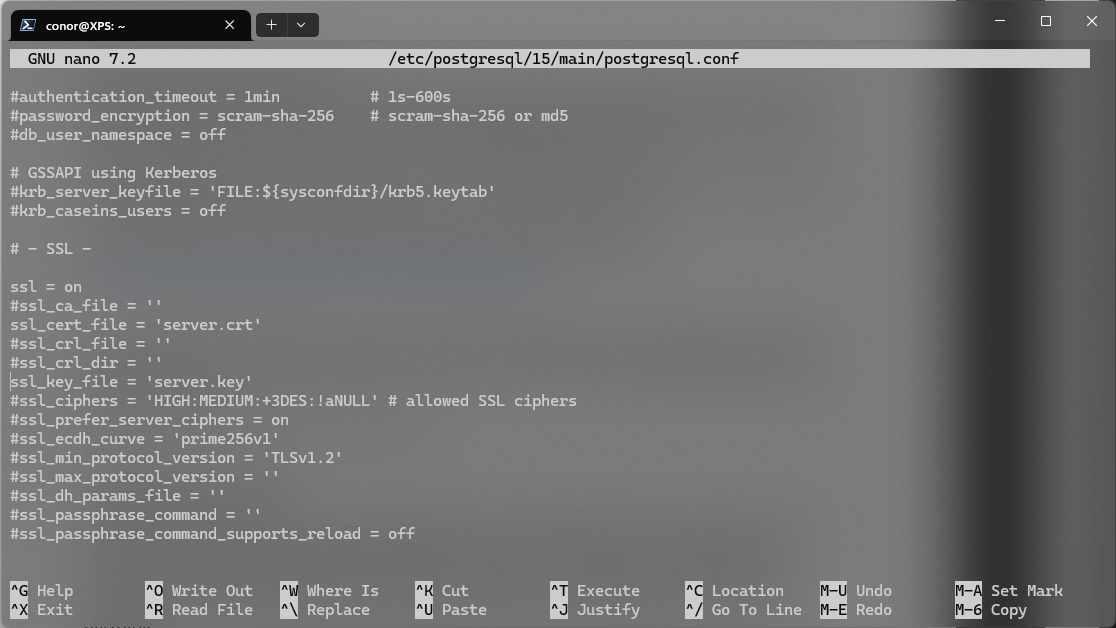 conor@XPS: ~
GNU nano 7.2 /etc/postgresql/15/main/postgresql.conf
#authentication_timeout = 1min # 1s-600s
#password_encryption = scram-sha-256 # scram-sha-256 or md5
#db_user_namespace = off
# GSSAPI using Kerberos
#krb_server_keyfile = 'FILE:${sysconfdir}/krb5.keytab'
#krb_caseins_users = off
# - SSL -
ssl = on
#ssl_ca_file = ''
ssl_cert_file = 'server.crt'
#ssl_crl_file = ''
#ssl_crl_dir = ''
ssl_key_file = 'server.key'
#ssl_ciphers = 'HIGH:MEDIUM:+3DES:!aNULL' # allowed SSL ciphers
#ssl_prefer_server_ciphers = on
#ssl_ecdh_curve = 'prime256v1'
#ssl_min_protocol_version = 'TLSv1.2'
#ssl_max_protocol_version = ''
#ssl_dh_params_file = ''
#ssl_passphrase_command = ''
#ssl_passphrase_command_supports_reload = off
^G Help ^O Write Out ^W Where Is ^K Cut ^T Execute ^C Location M-U Undo M-A Set Mark
^X Exit ^R Read File ^\ Replace ^U Paste ^J Justify ^/ Go To Line M-E Redo M-6 Copy